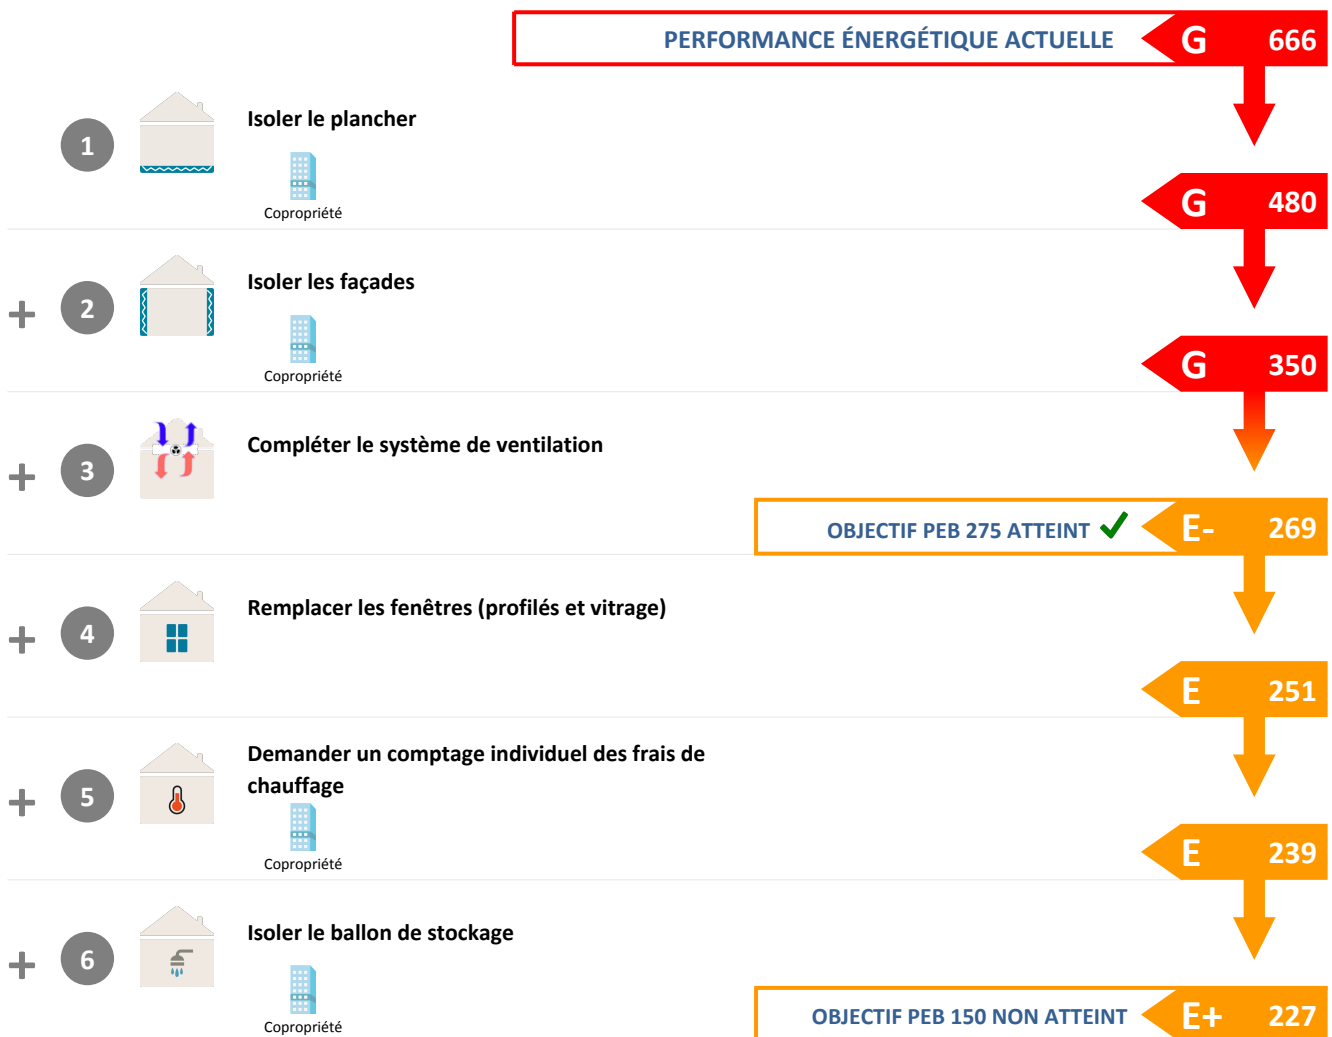 PERFORMANCE ÉNERGÉTIQUE ACTUELLE G 666
1 Isoler le plancher
Copropriété
G 480
+ 2 Isoler les façades
Copropriété
G 350
+ 3 Compléter le système de ventilation
OBJECTIF PEB 275 ATTEINT E- 269
+ 4 Remplacer les fenêtres (profilés et vitrage)
E 251
+ 5 Demander un comptage individuel des frais de
chauffage
Copropriété
E 239
+ 6 Isoler le ballon de stockage
Copropriété
OBJECTIF PEB 150 NON ATTEINT E+ 227